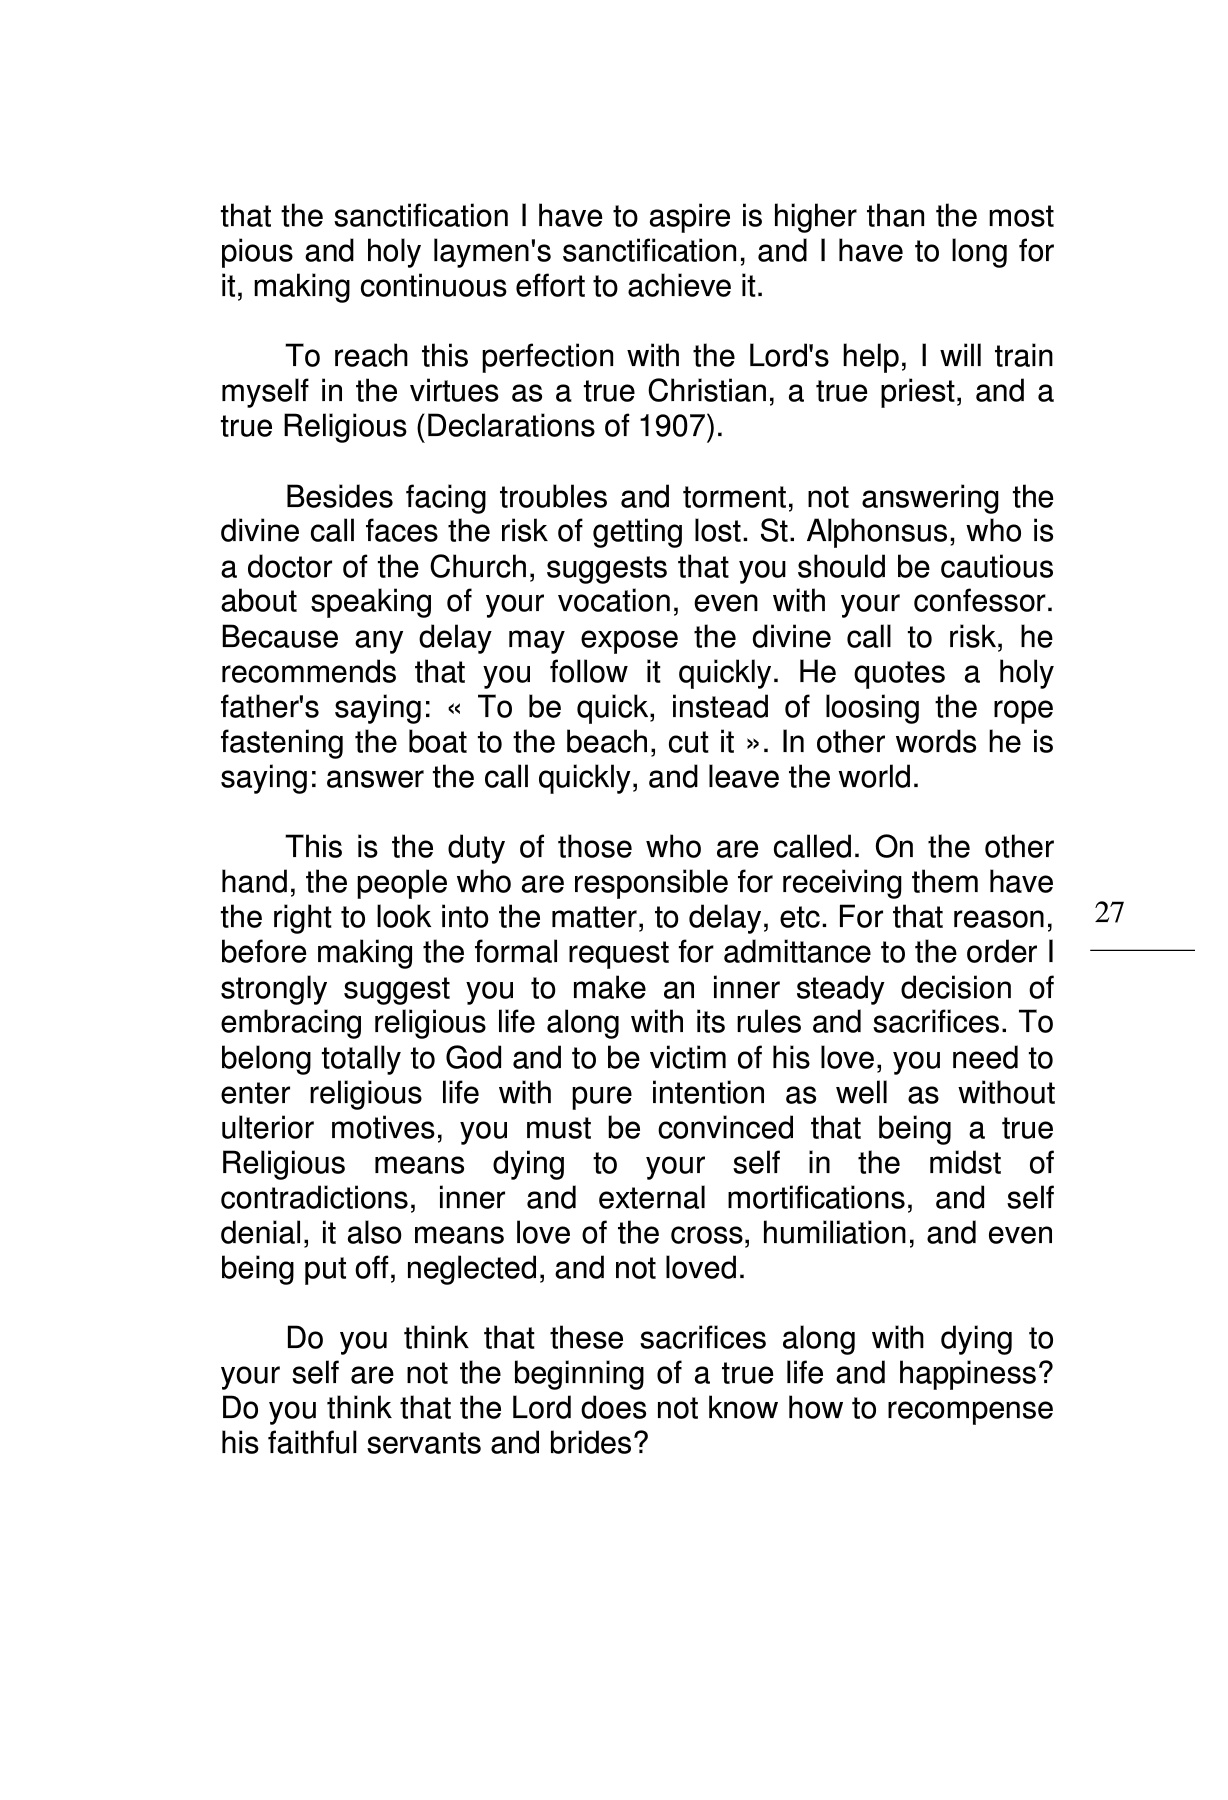 that the sanctification I have to aspire is higher than the most
pious and holy laymen's sanctification, and I have to long for
it, making continuous effort to achieve it.
To reach this perfection with the Lord's help, I will train
myself in the virtues as a true Christian, a true priest, and a
true Religious (Declarations of 1907).
Besides facing troubles and torment, not answering the
divine call faces the risk of getting lost. St. Alphonsus, who is
a doctor of the Church, suggests that you should be cautious
about speaking of your vocation, even with your confessor.
Because any delay may expose the divine call to risk, he
recommends that you follow it quickly. He quotes a holy
father's saying: « To be quick, instead of loosing the rope
fastening the boat to the beach, cut it ». In other words he is
saying: answer the call quickly, and leave the world.
This is the duty of those who are called. On the other
hand, the people who are responsible for receiving them have
the right to look into the matter, to delay, etc. For that reason,
before making the formal request for admittance to the order I
strongly suggest you to make an inner steady decision of
embracing religious life along with its rules and sacrifices. To
belong totally to God and to be victim of his love, you need to
enter religious life with pure intention as well as without
ulterior motives, you must be convinced that being a true
Religious means dying to your self in the midst of
contradictions, inner and external mortifications, and self
denial, it also means love of the cross, humiliation, and even
being put off, neglected, and not loved.
Do you think that these sacrifices along with dying to
your self are not the beginning of a true life and happiness?
Do you think that the Lord does not know how to recompense
his faithful servants and brides?
27